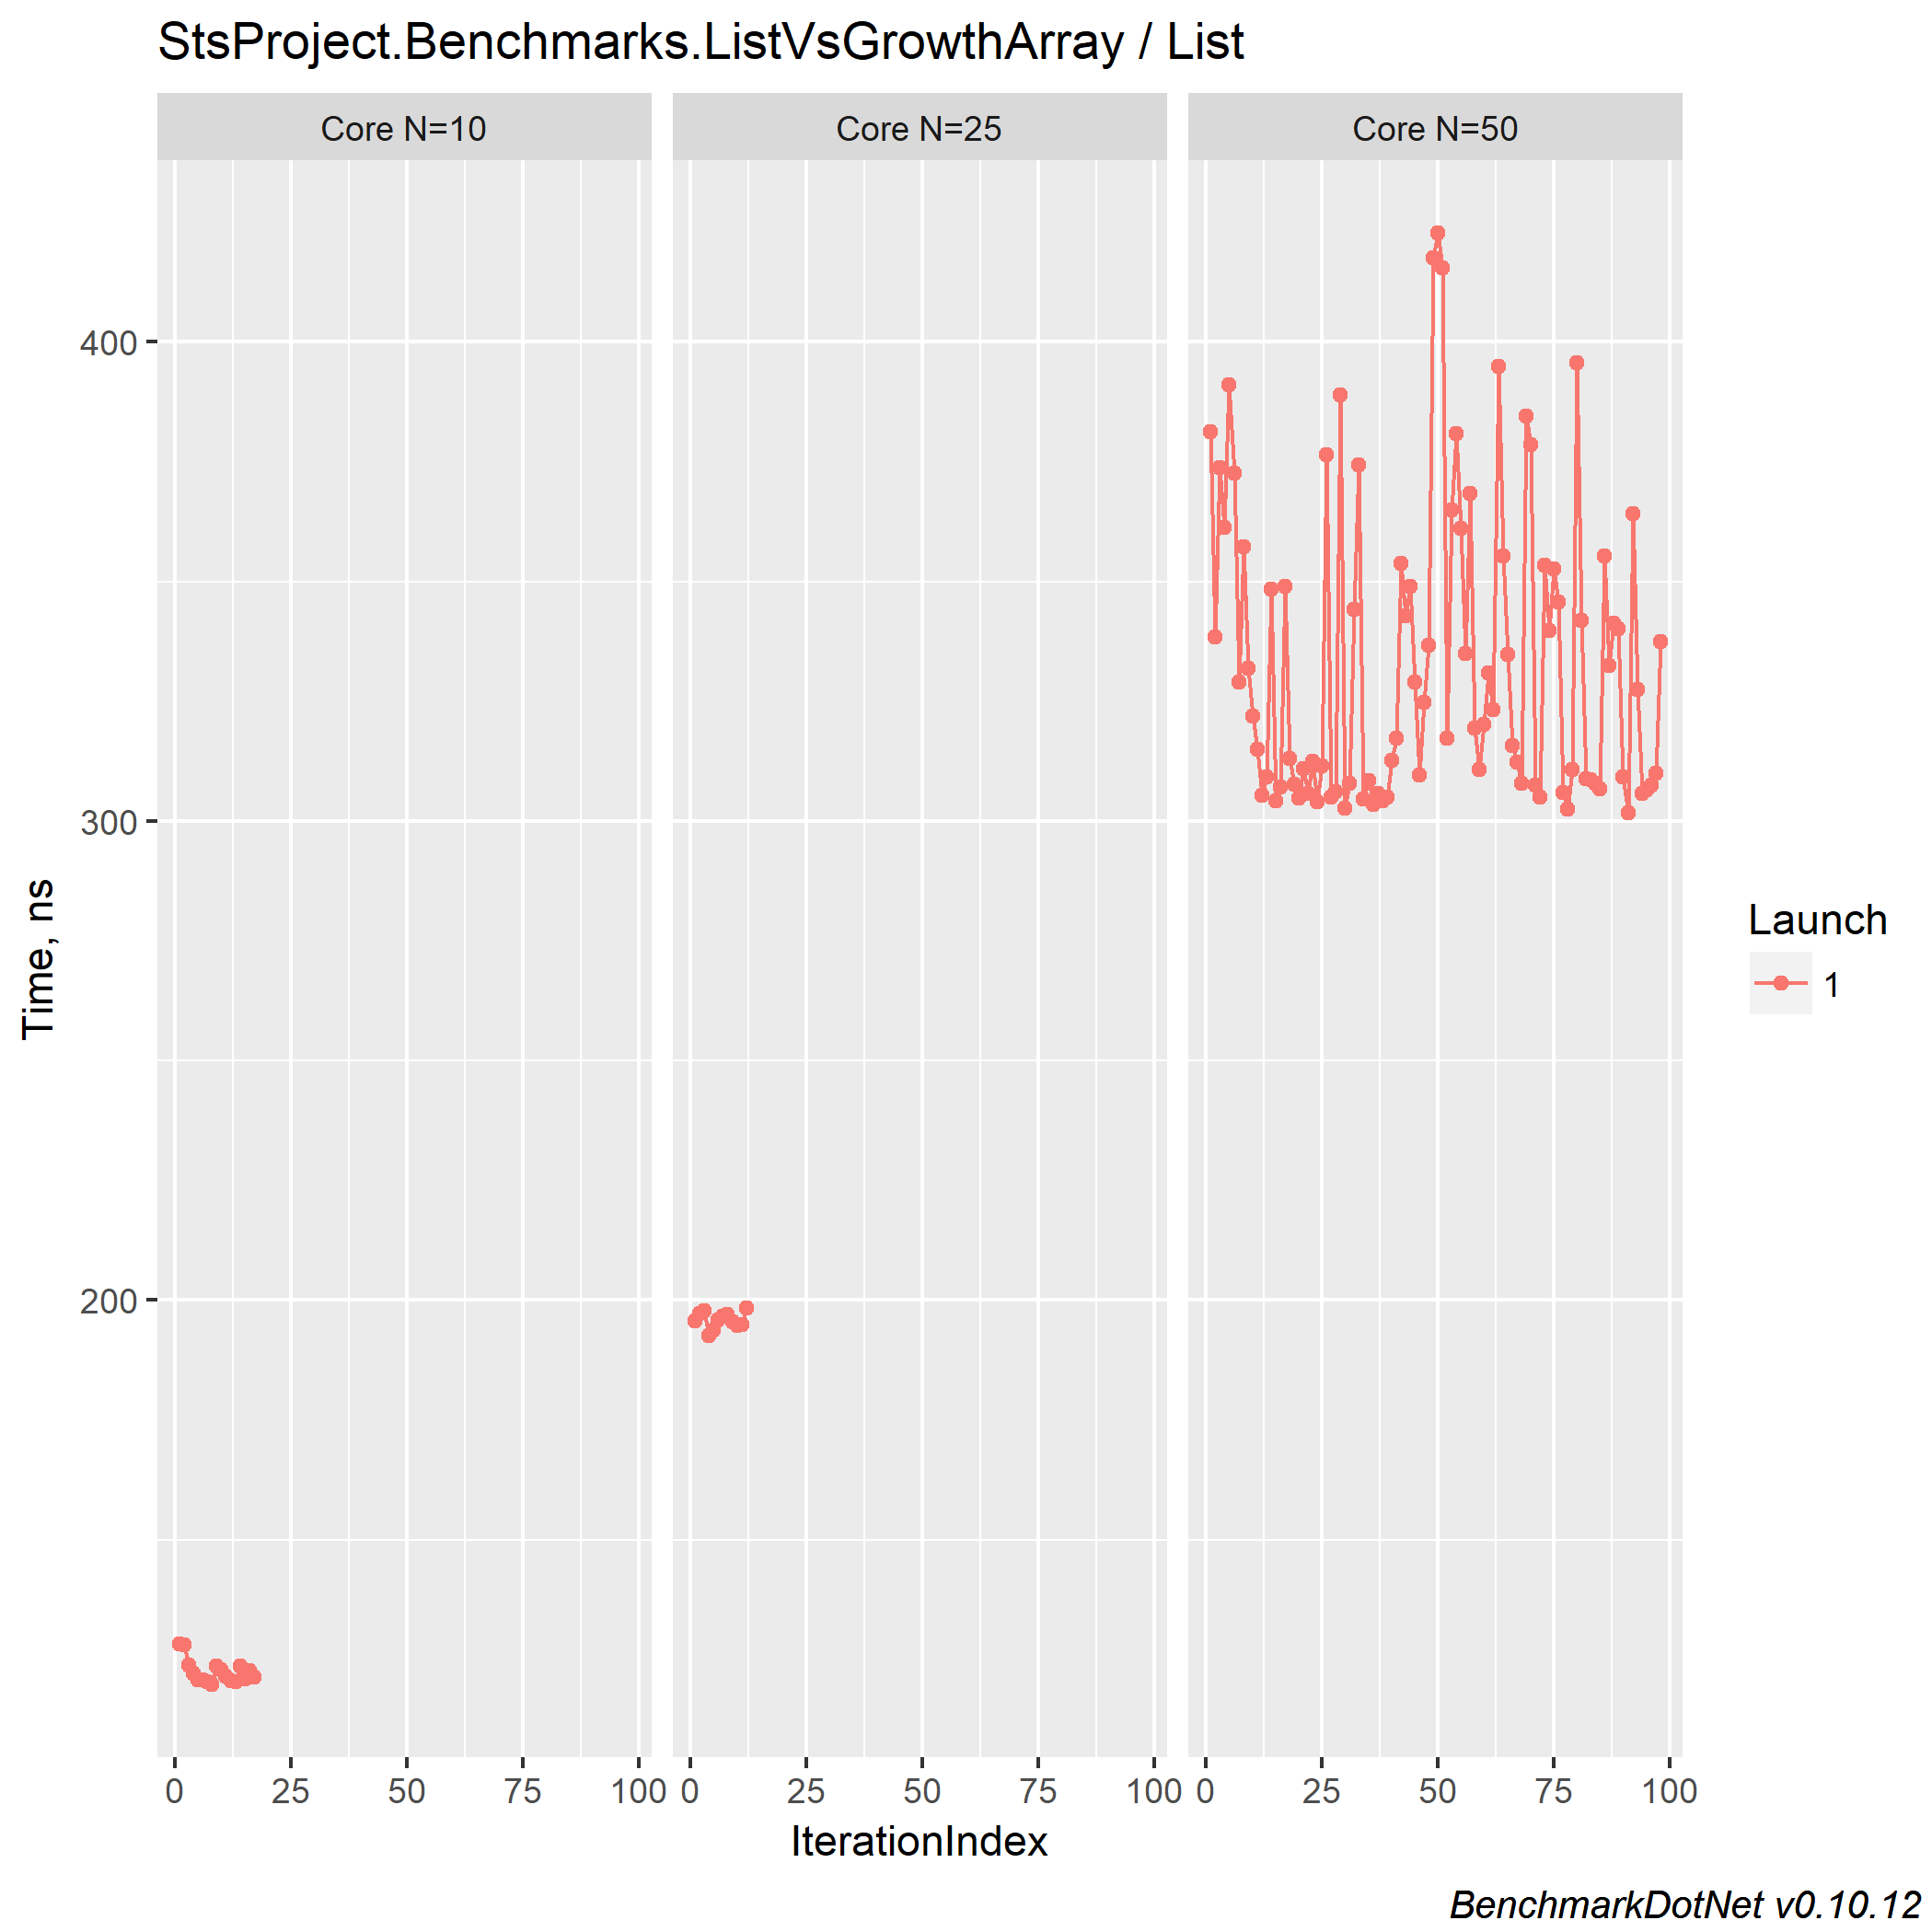 StsProject.Benchmarks.ListVsGrowthArray / List
Core N=10 Core N=25 Core N=50
400
300
200
Time, ns
0 25 50 75 100 0 25 50 75 100 0 25 50 75 100
IterationIndex
Launch
1
BenchmarkDotNet v0.10.12